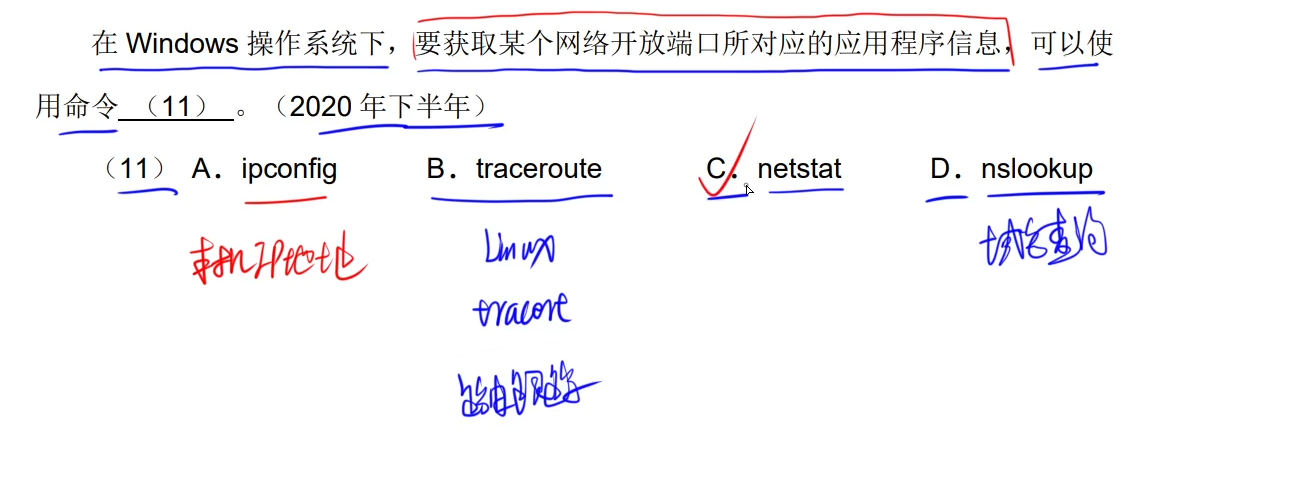 在 Windows 操作系统下，要获取某个网络开放端口所对应的应用程序信息，可以使
用命令 （11） 。（2020 年下半年）
（11） A．ipconfig B．traceroute C．netstat D．nslookup
本机IP地址
Linux
域名查询
tracert
路由跟踪